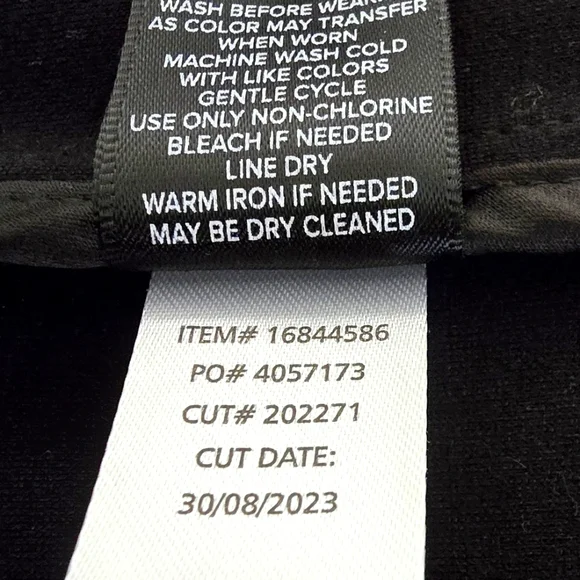 WASH BEFORE WEARING
AS COLOR MAY TRANSFER
WHEN WORN
MACHINE WASH COLD
WITH LIKE COLORS
GENTLE CYCLE
USE ONLY NON-CHLORINE
BLEACH IF NEEDED
LINE DRY
WARM IRON IF NEEDED
MAY BE DRY CLEANED
ITEM# 16844586
PO# 4057173
CUT# 202271
CUT DATE:
30/08/2023